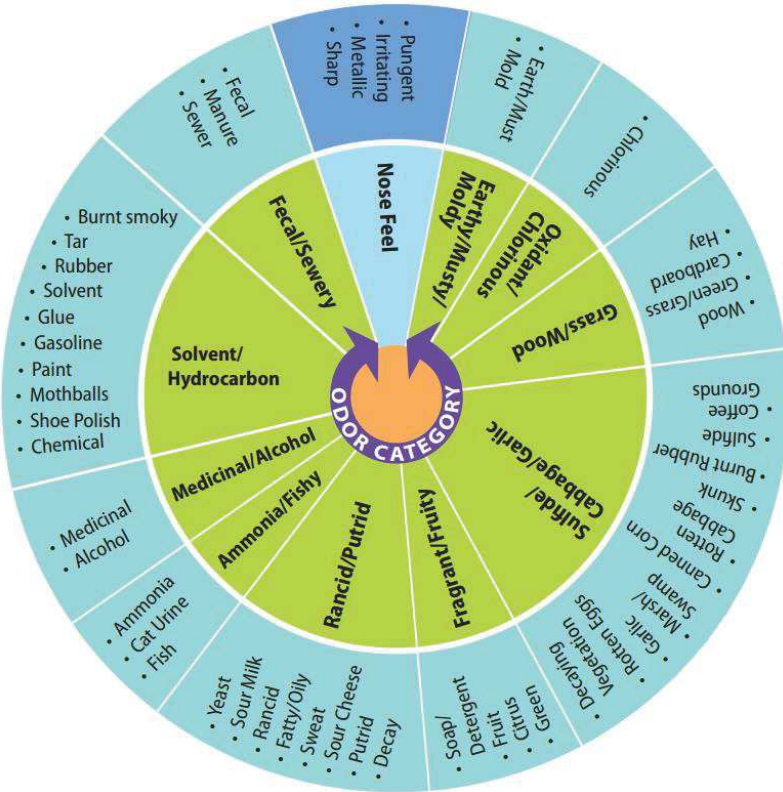 ODOR CATEGORY
Nose Feel
• Pungent
• Irritating
• Metallic
• Sharp
Earthy/Musty/
Moldy
• Earth/Must
• Mold
Oxidant/
Chlorinous
• Chlorinous
Grass/Wood
• Hay
• Cardboard
• Green/Grass
• Wood
Sulfide/
Cabbage/Garlic
• Coffee
Grounds
• Sulfide
• Burnt Rubber
• Skunk
• Rotten
Cabbage
• Canned Corn
• Marsh/
Swamp
• Garlic
• Rotten Eggs
• Decaying
Vegetation
Fragrant/Fruity
• Soap/
Detergent
• Fruit
• Citrus
• Green
Rancid/Putrid
• Yeast
• Sour Milk
• Rancid
• Fatty/Oily
• Sweat
• Sour Cheese
• Putrid
• Decay
Ammonia/Fishy
• Ammonia
• Cat Urine
• Fish
Medicinal/Alcohol
• Medicinal
• Alcohol
Solvent/
Hydrocarbon
• Burnt smoky
• Tar
• Rubber
• Solvent
• Glue
• Gasoline
• Paint
• Mothballs
• Shoe Polish
• Chemical
Fecal/Sewery
• Fecal
• Manure
• Sewer